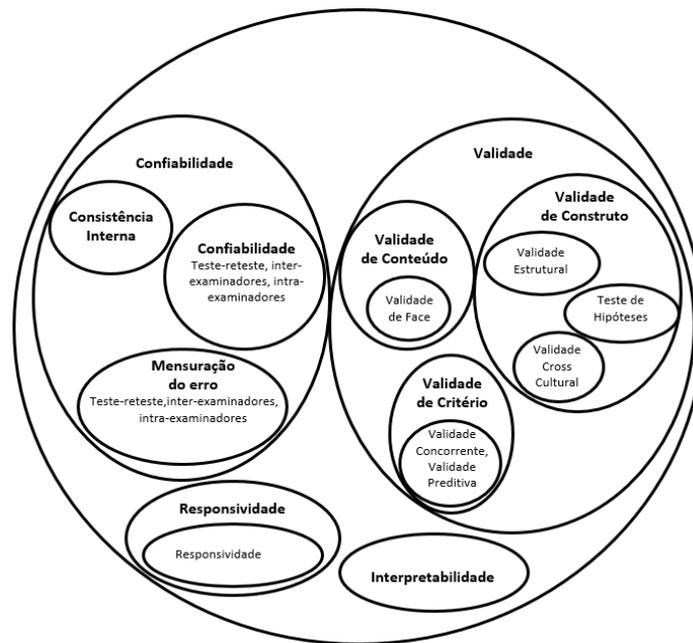 Confiabilidade
Consistência
Interna
Confiabilidade
Teste-reteste, inter-
examinadores, intra-
examinadores
Mensuração
do erro
Teste-reteste,inter-examinadores,
intra-examinadores
Validade
Validade
de Conteúdo
Validade
de Face
Validade
de Construto
Validade
Estrutural
Teste de
Hipóteses
Validade
Cross
Cultural
Validade
de Critério
Validade
Concorrente,
Validade
Preditiva
Responsividade
Responsividade
Interpretabilidade